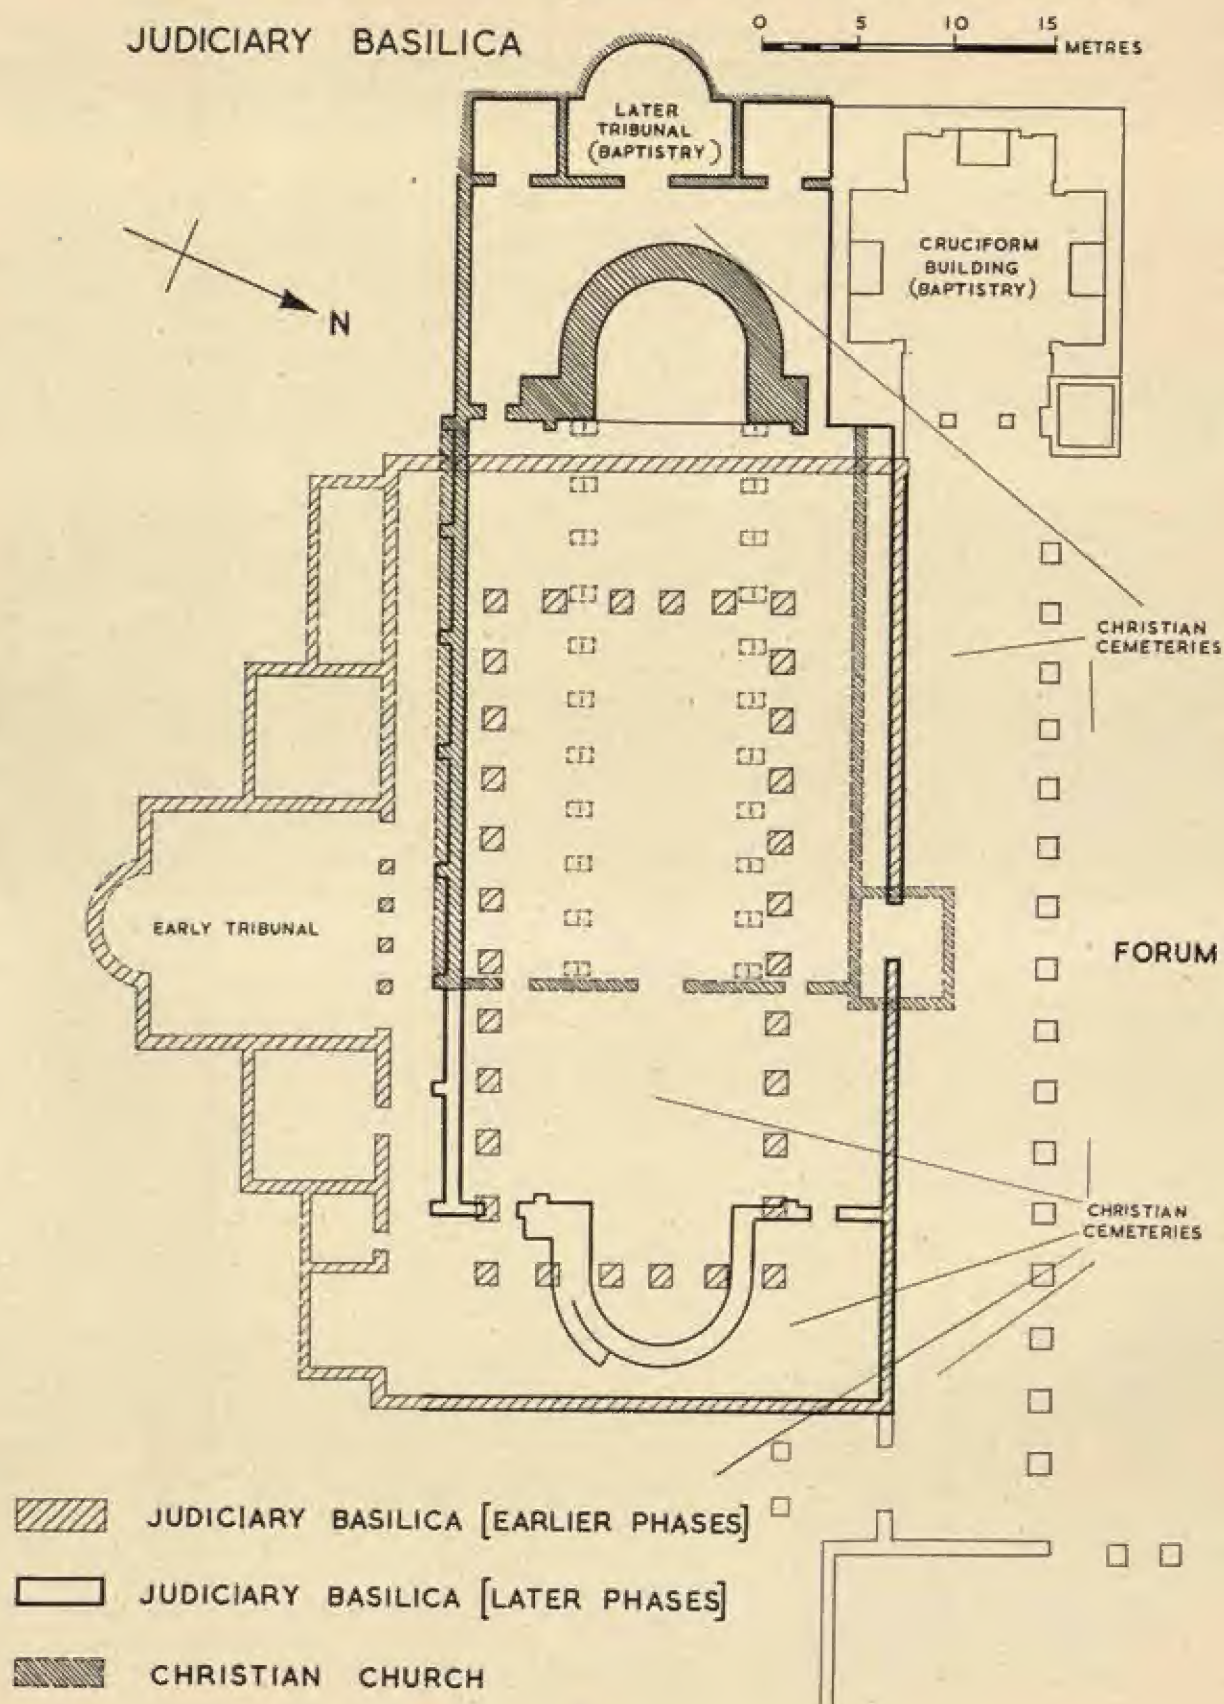 JUDICIARY BASILICA
0 5 10 15
METRES
LATER
TRIBUNAL
(BAPTISTRY)
CRUCIFORM
BUILDING
(BAPTISTRY)
N
CHRISTIAN
CEMETERIES
EARLY TRIBUNAL
FORUM
CHRISTIAN
CEMETERIES
JUDICIARY BASILICA [EARLIER PHASES]
JUDICIARY BASILICA [LATER PHASES]
CHRISTIAN CHURCH